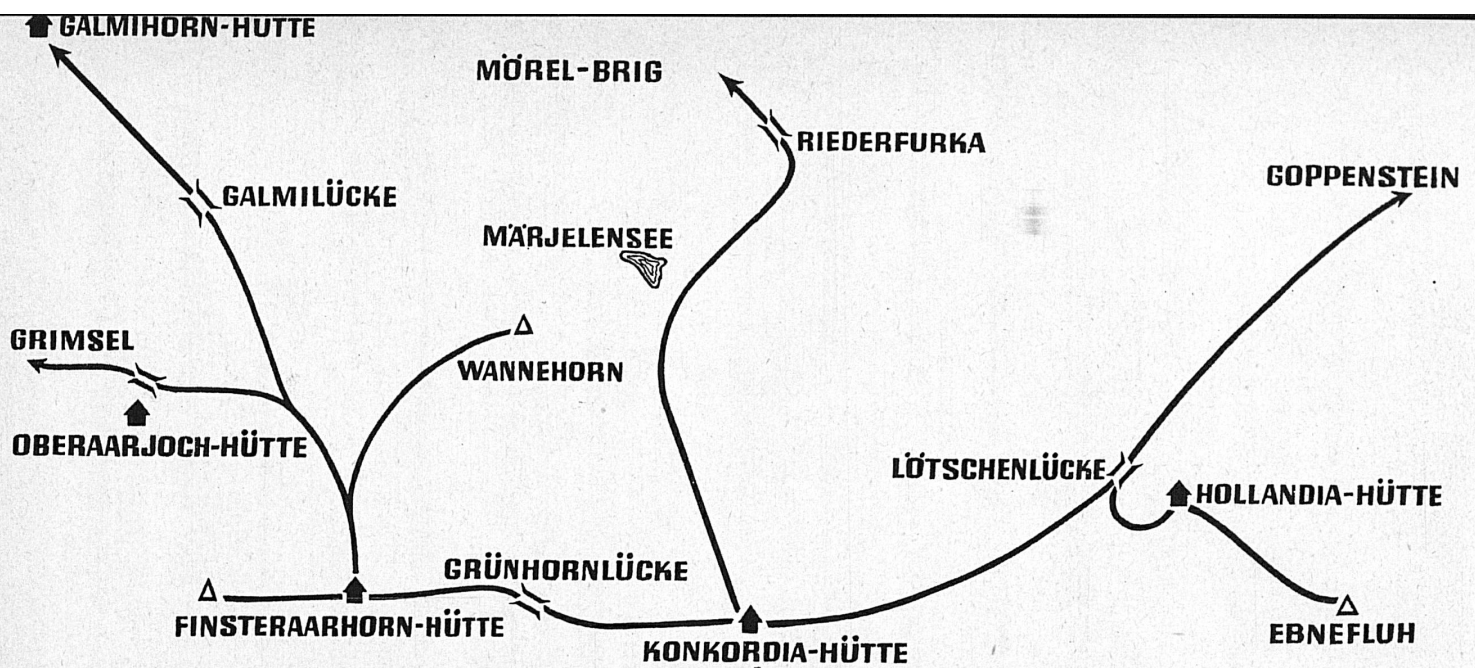 GALMIHORN-HÜTTE
MÖREL-BRIG
RIEDERFURKA
GOPPENSTEIN
GALMILÜCKE
MÄRJELENSEE
GRIMSEL
WANNEHORN
OBERAARJOCH-HÜTTE
LÖTSCHENLÜCKE
HOLLANDIA-HÜTTE
GRÜNHORNLÜCKE
FINSTERAARHORN-HÜTTE
KONKORDIA-HÜTTE
EBNEFLUH